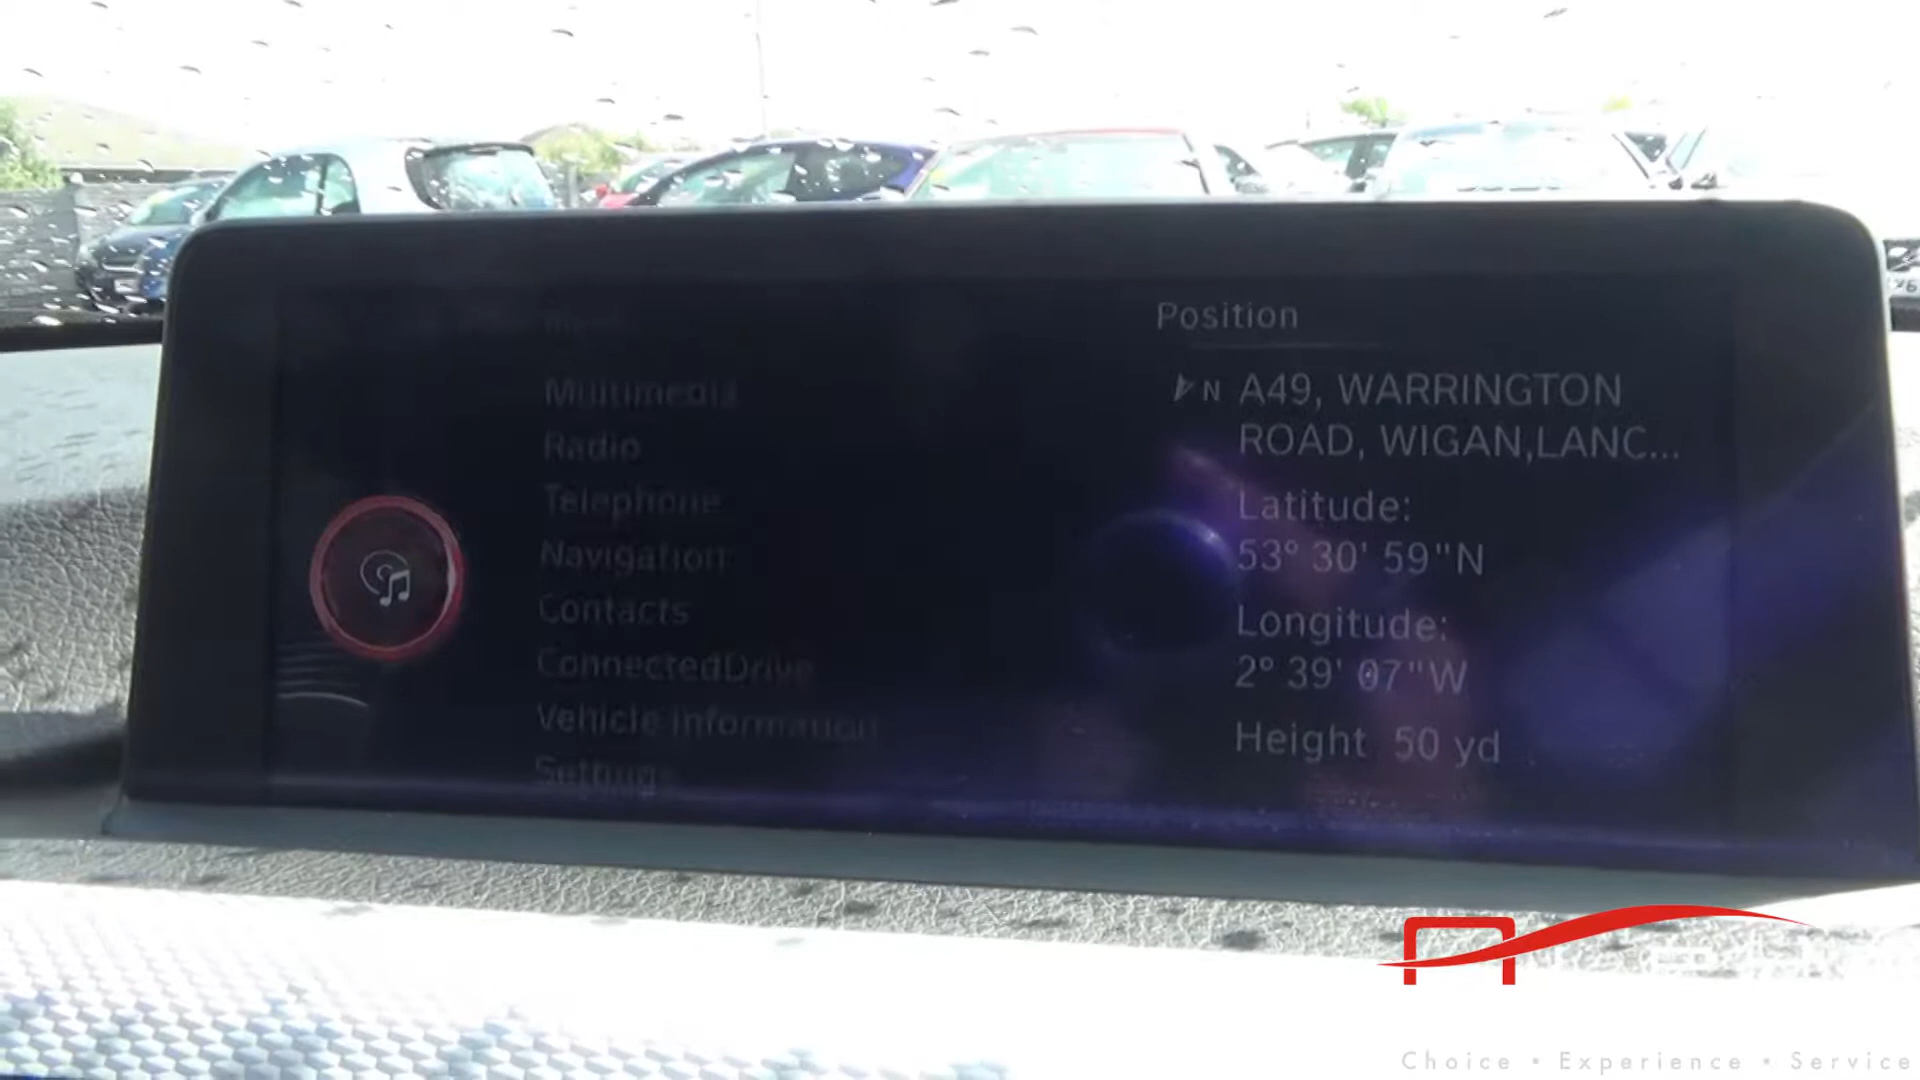 Position
N A49, WARRINGTON
ROAD, WIGAN,LANC...
Latitude:
53° 30' 59"N
Longitude:
2° 39' 07"W
Height 50 yd
Multimedia
Radio
Telephone
Navigation
Contacts
ConnectedDrive
Vehicle information
Settings
Choice • Experience • Service